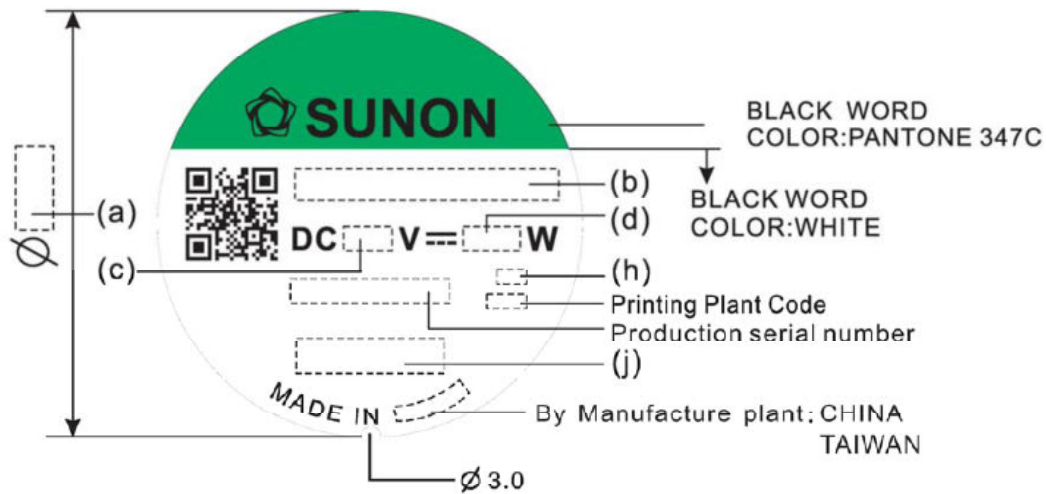 SUNON
BLACK WORD
COLOR:PANTONE 347C
(b)
BLACK WORD
COLOR:WHITE
(a)
Ø
(d)
DC V W
(c)
(h)
Printing Plant Code
Production serial number
(j)
MADE IN
By Manufacture plant: CHINA
TAIWAN
Ø 3.0